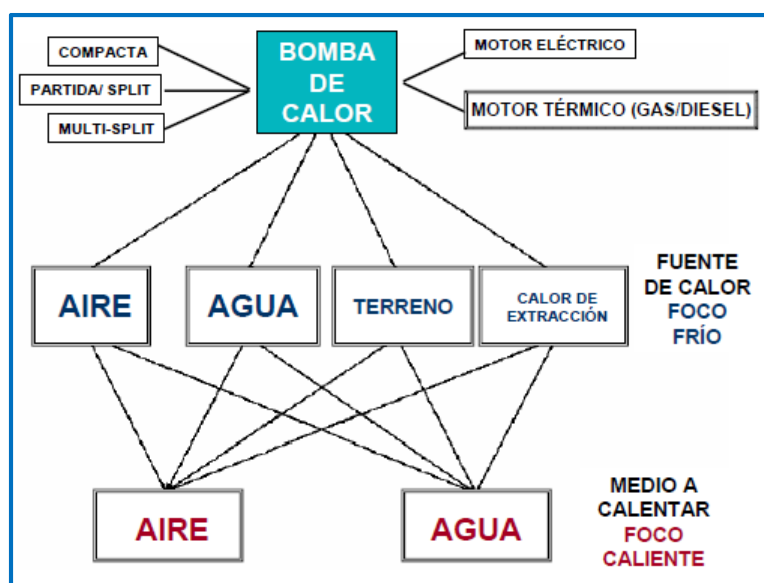 COMPACTA
PARTIDA/ SPLIT
MULTI-SPLIT
BOMBA
DE
CALOR
MOTOR ELÉCTRICO
MOTOR TÉRMICO (GAS/DIESEL)
AIRE
AGUA
TERRENO
CALOR DE
EXTRACCIÓN
FUENTE
DE CALOR
FOCO
FRÍO
AIRE
AGUA
MEDIO A
CALENTAR
FOCO
CALIENTE